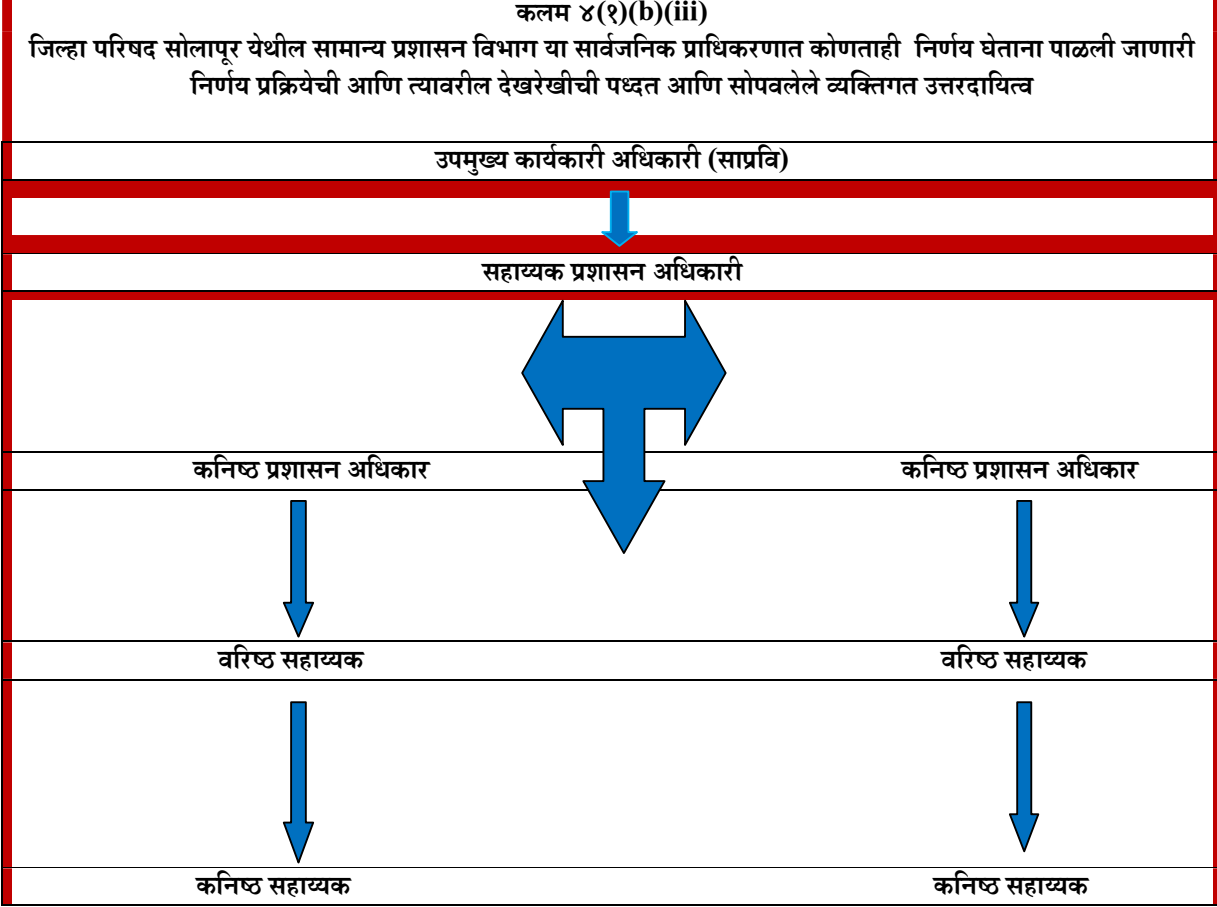 कलम ४(१)(b)(iii)
जिल्हा परिषद सोलापूर येथील सामान्य प्रशासन विभाग या सार्वजनिक प्राधिकरणात कोणताही निर्णय घेताना पाळली जाणारी
निर्णय प्रक्रियेची आणि त्यावरील देखरेखीची पध्दत आणि सोपवलेले व्यक्तिगत उत्तरदायित्व
उपमुख्य कार्यकारी अधिकारी (साप्रवि)
सहाय्यक प्रशासन अधिकारी
कनिष्ठ प्रशासन अधिकार कनिष्ठ प्रशासन अधिकार
वरिष्ठ सहाय्यक वरिष्ठ सहाय्यक
कनिष्ठ सहाय्यक कनिष्ठ सहाय्यक